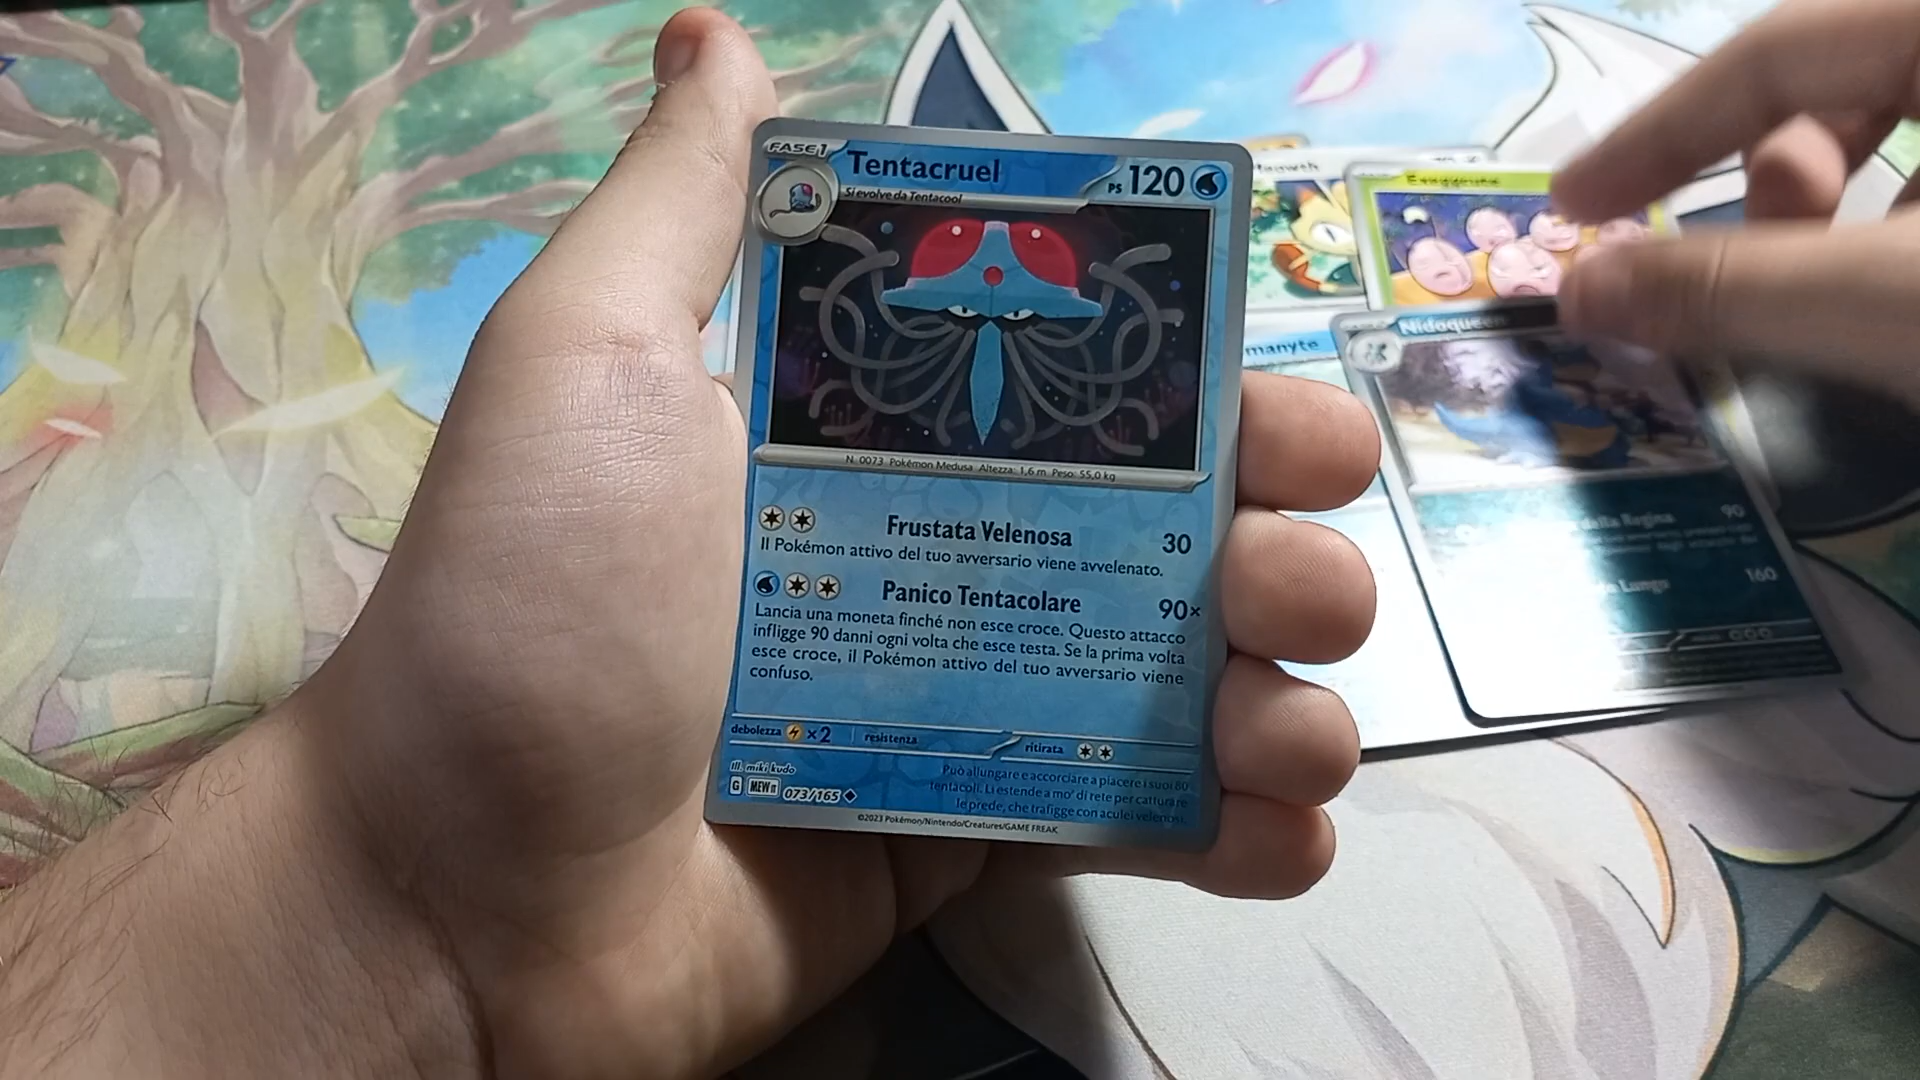 FASE 1
Tentacruel
PS 120
Si evolve da Tentacool
N. 0073 Pokémon Medusa Altezza: 1,6 m Peso: 55,0 kg
Frustata Velenosa 30
Il Pokémon attivo del tuo avversario viene avvelenato.
Panico Tentacolare 90×
Lancia una moneta finché non esce croce. Questo attacco
infligge 90 danni ogni volta che esce testa. Se la prima volta
esce croce, il Pokémon attivo del tuo avversario viene
confuso.
debolezza ×2 resistenza ritirata
Ill. miki kudo
G MEW IT 073/165
Può allungare e accorciare a piacere i suoi 80
tentacoli. Li estende a mo' di rete per catturare
le prede, che trafigge con aculei velenosi.
©2023 Pokémon/Nintendo/Creatures/GAME FREAK
manyte
Nidoqueen
della Regina 90
Lungo 160